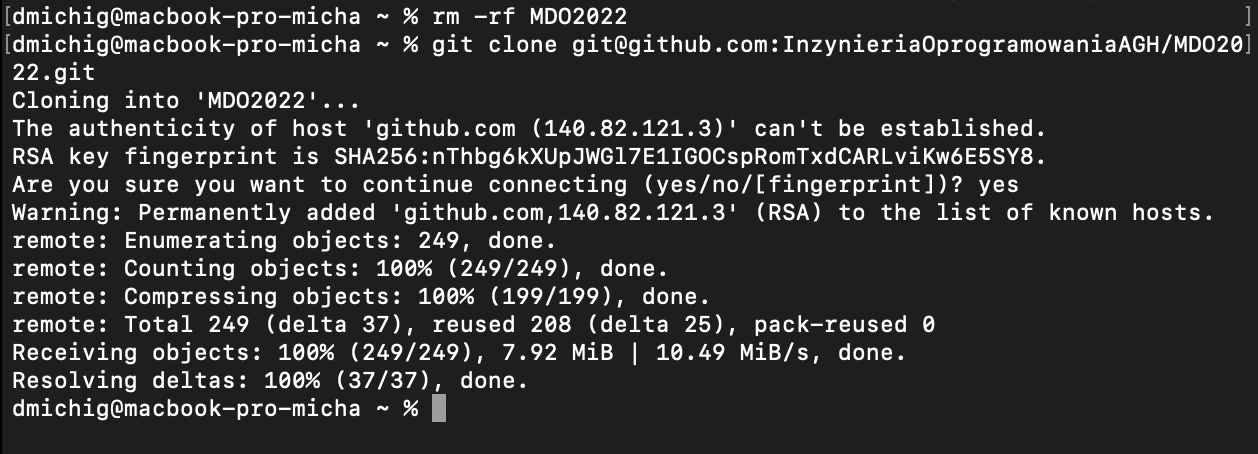 [dmichig@macbook-pro-micha ~ % rm -rf MDO2022 ]
[dmichig@macbook-pro-micha ~ % git clone git@github.com:InzynieriaOprogramowaniaAGH/MDO20]
22.git
Cloning into 'MDO2022'...
The authenticity of host 'github.com (140.82.121.3)' can't be established.
RSA key fingerprint is SHA256:nThbg6kXUpJWGl7E1IGOCspRomTxdCARLviKw6E5SY8.
Are you sure you want to continue connecting (yes/no/[fingerprint])? yes
Warning: Permanently added 'github.com,140.82.121.3' (RSA) to the list of known hosts.
remote: Enumerating objects: 249, done.
remote: Counting objects: 100% (249/249), done.
remote: Compressing objects: 100% (199/199), done.
remote: Total 249 (delta 37), reused 208 (delta 25), pack-reused 0
Receiving objects: 100% (249/249), 7.92 MiB | 10.49 MiB/s, done.
Resolving deltas: 100% (37/37), done.
dmichig@macbook-pro-micha ~ %